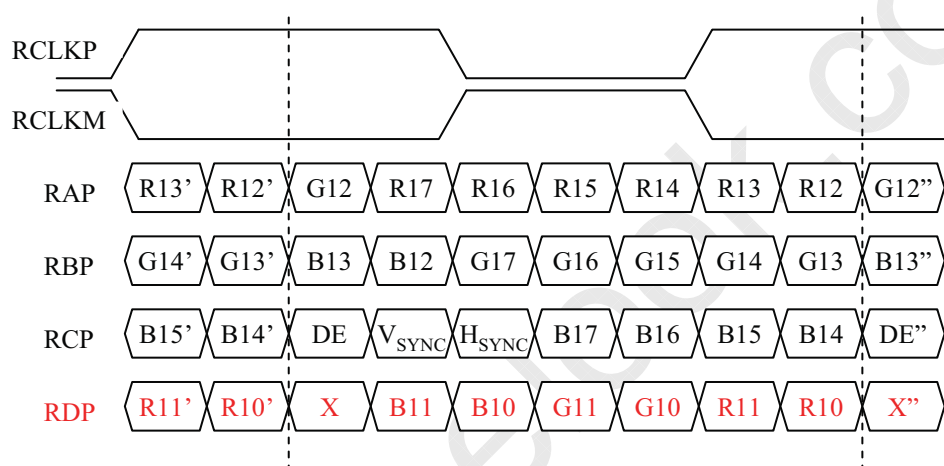 RCLKP
RCLKM
RAP R13’ R12’ G12 R17 R16 R15 R14 R13 R12 G12”
RBP G14’ G13’ B13 B12 G17 G16 G15 G14 G13 B13”
RCP B15’ B14’ DE VSYNC HSYNC B17 B16 B15 B14 DE”
RDP R11’ R10’ X B11 B10 G11 G10 R11 R10 X”